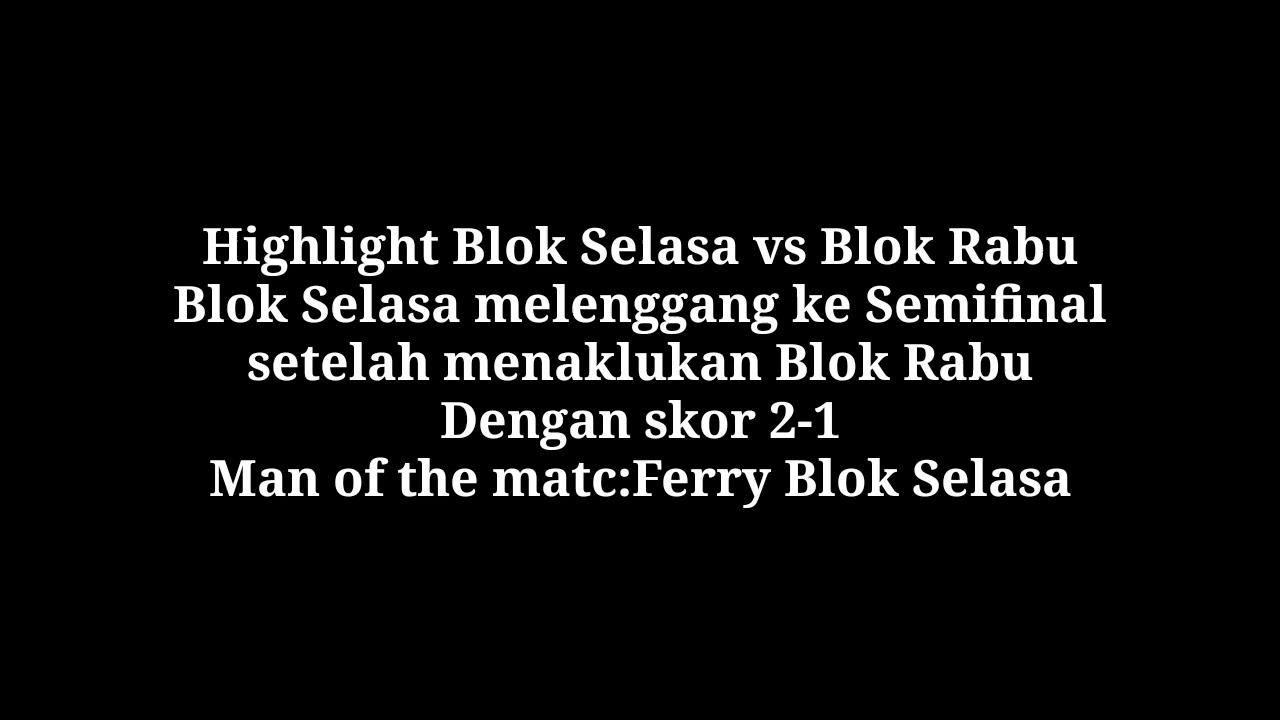 Highlight Blok Selasa vs Blok Rabu
Blok Selasa melenggang ke Semifinal
setelah menaklukan Blok Rabu
Dengan skor 2-1
Man of the matc:Ferry Blok Selasa